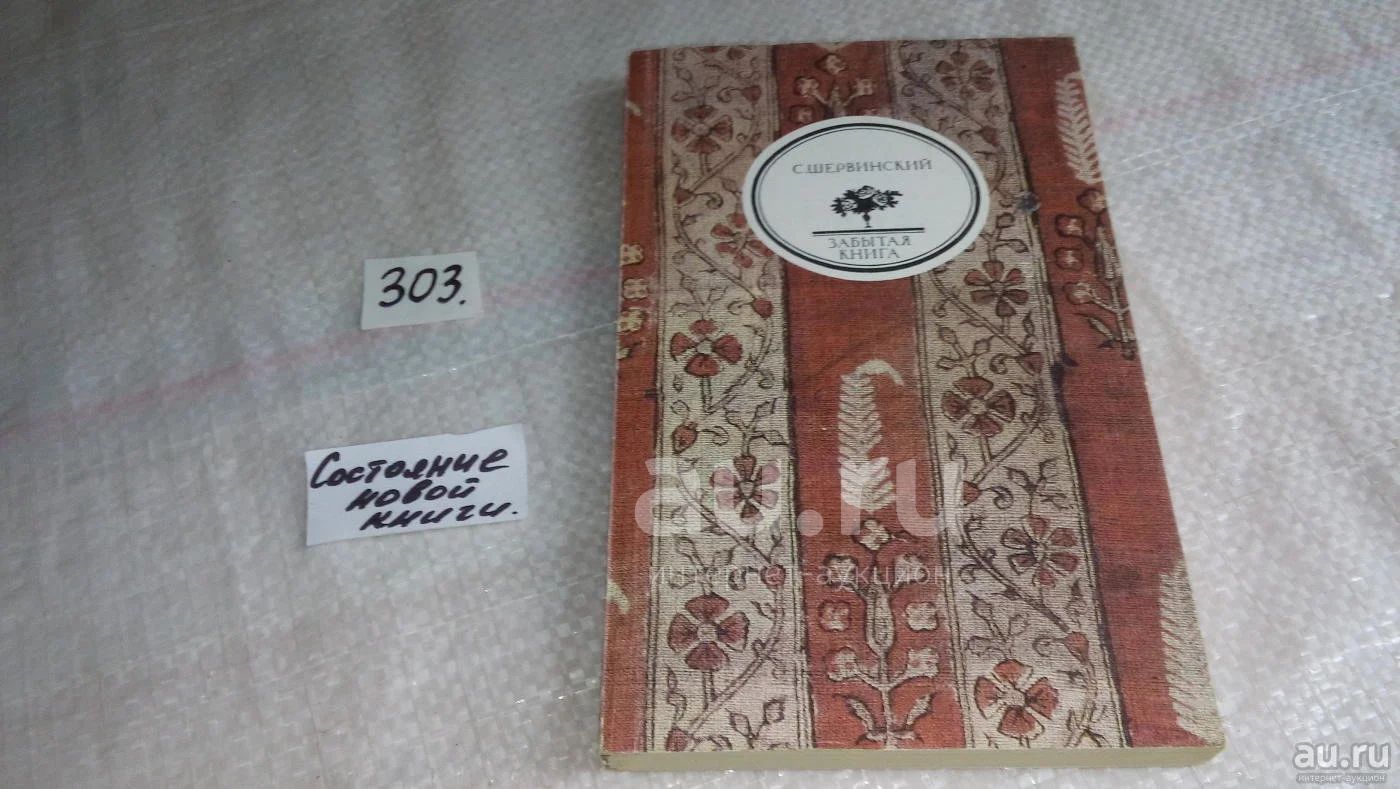 С. ШЕРВИНСКИЙ
ЗАБЫТАЯ
КНИГА
303.
Состояние
новой
книги.
au.ru
интернет-аукцион
au.ru
интернет-аукцион